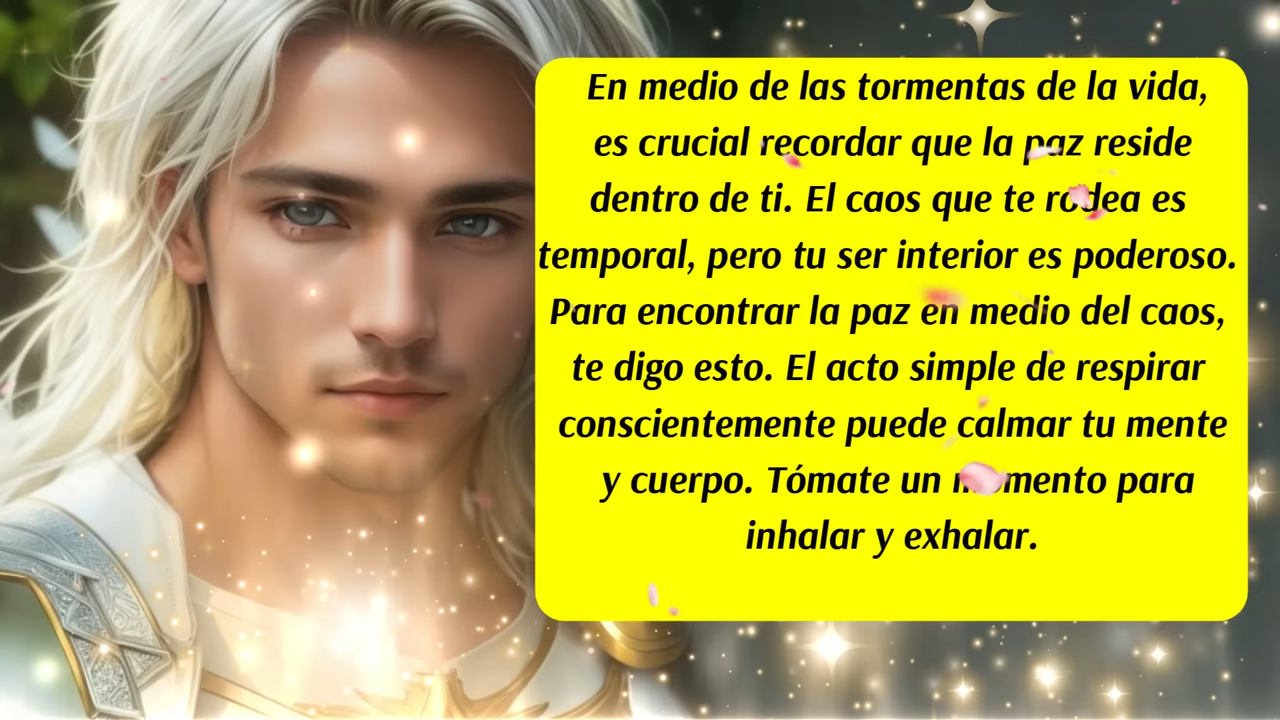 En medio de las tormentas de la vida,
es crucial recordar que la paz reside
dentro de ti. El caos que te rodea es
temporal, pero tu ser interior es poderoso.
Para encontrar la paz en medio del caos,
te digo esto. El acto simple de respirar
conscientemente puede calmar tu mente
y cuerpo. Tómate un momento para
inhalar y exhalar.